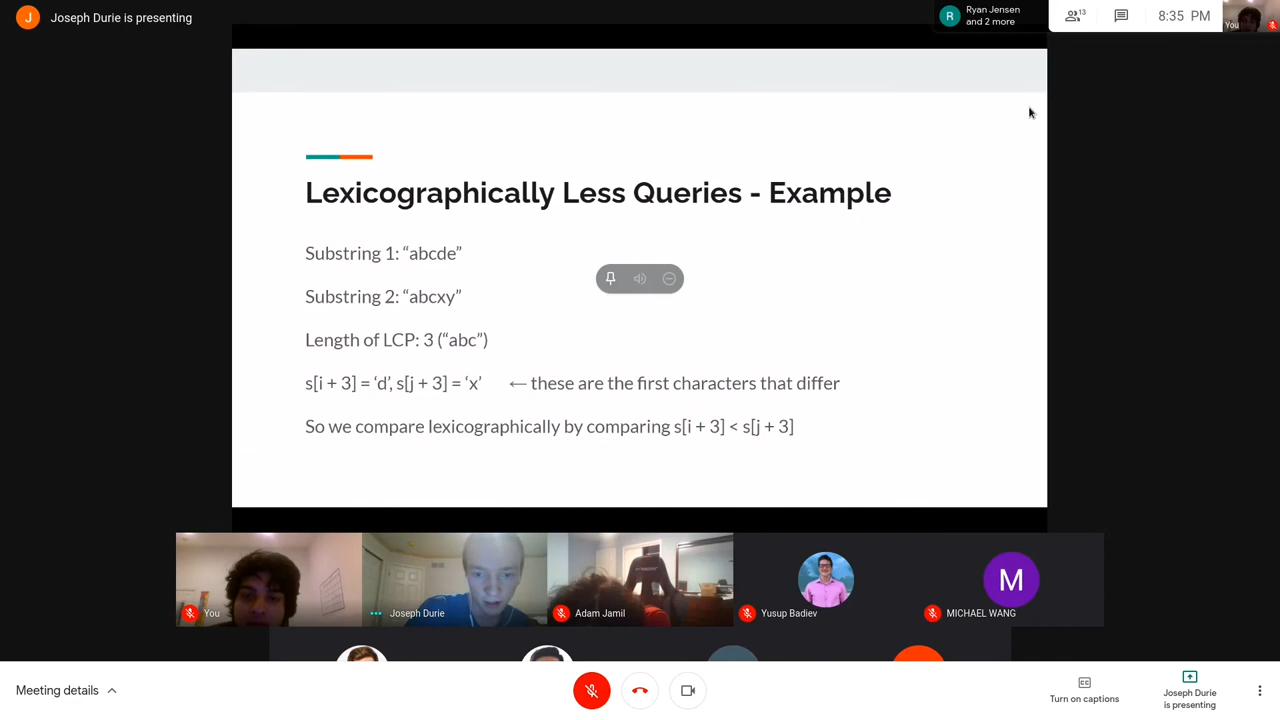 J Joseph Durie is presenting
R Ryan Jensen
and 2 more
13
8:35 PM
You
Lexicographically Less Queries - Example
Substring 1: “abcde”
Substring 2: “abcxy”
Length of LCP: 3 (“abc”)
s[i + 3] = ‘d’, s[j + 3] = ‘x’ ← these are the first characters that differ
So we compare lexicographically by comparing s[i + 3] < s[j + 3]
You
Joseph Durie
Adam Jamil
Yusup Badiev
M
MICHAEL WANG
Meeting details
CC
Turn on captions
Joseph Durie
is presenting